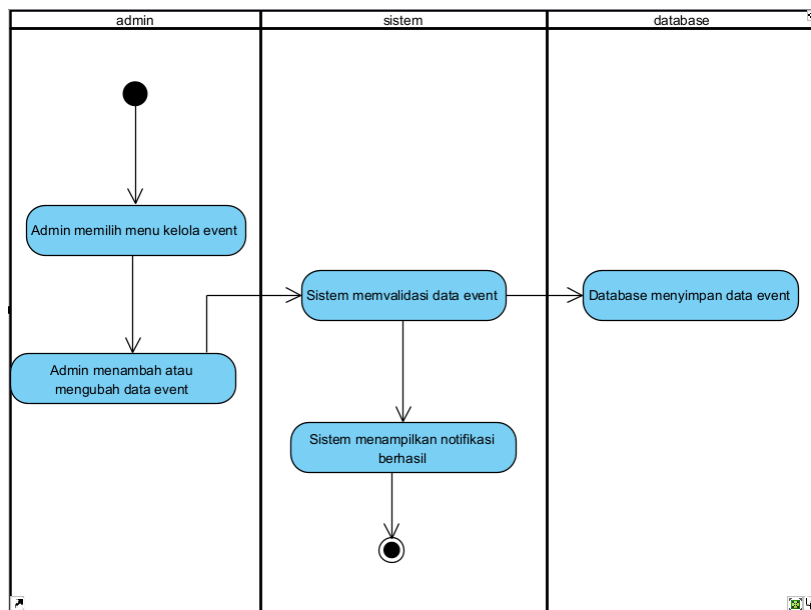 admin
sistem
database
Admin memilih menu kelola event
Sistem memvalidasi data event
Database menyimpan data event
Admin menambah atau
mengubah data event
Sistem menampilkan notifikasi
berhasil